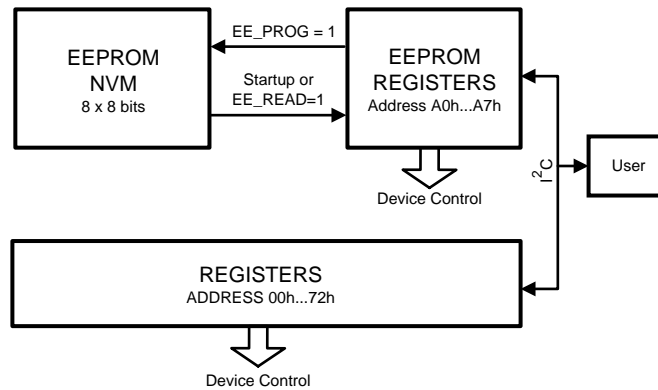 EEPROM
NVM
8 x 8 bits
EE_PROG = 1
Startup or
EE_READ=1
EEPROM
REGISTERS
Address A0h...A7h
Device Control
I²C
User
REGISTERS
ADDRESS 00h...72h
Device Control